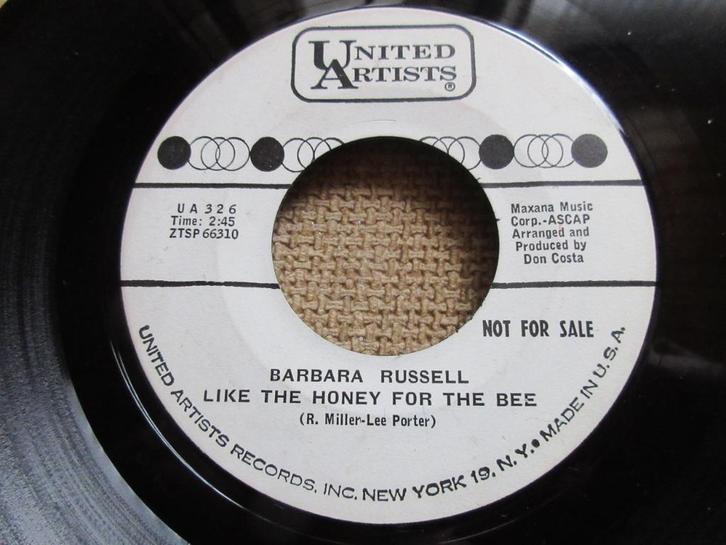 UNITED
ARTISTS®
UA 326
Time: 2:45
ZTSP 66310
Maxana Music
Corp.-ASCAP
Arranged and
Produced by
Don Costa
NOT FOR SALE
BARBARA RUSSELL
LIKE THE HONEY FOR THE BEE
(R. Miller-Lee Porter)
UNITED ARTISTS RECORDS, INC. NEW YORK 19, N.Y. • MADE IN U.S.A.